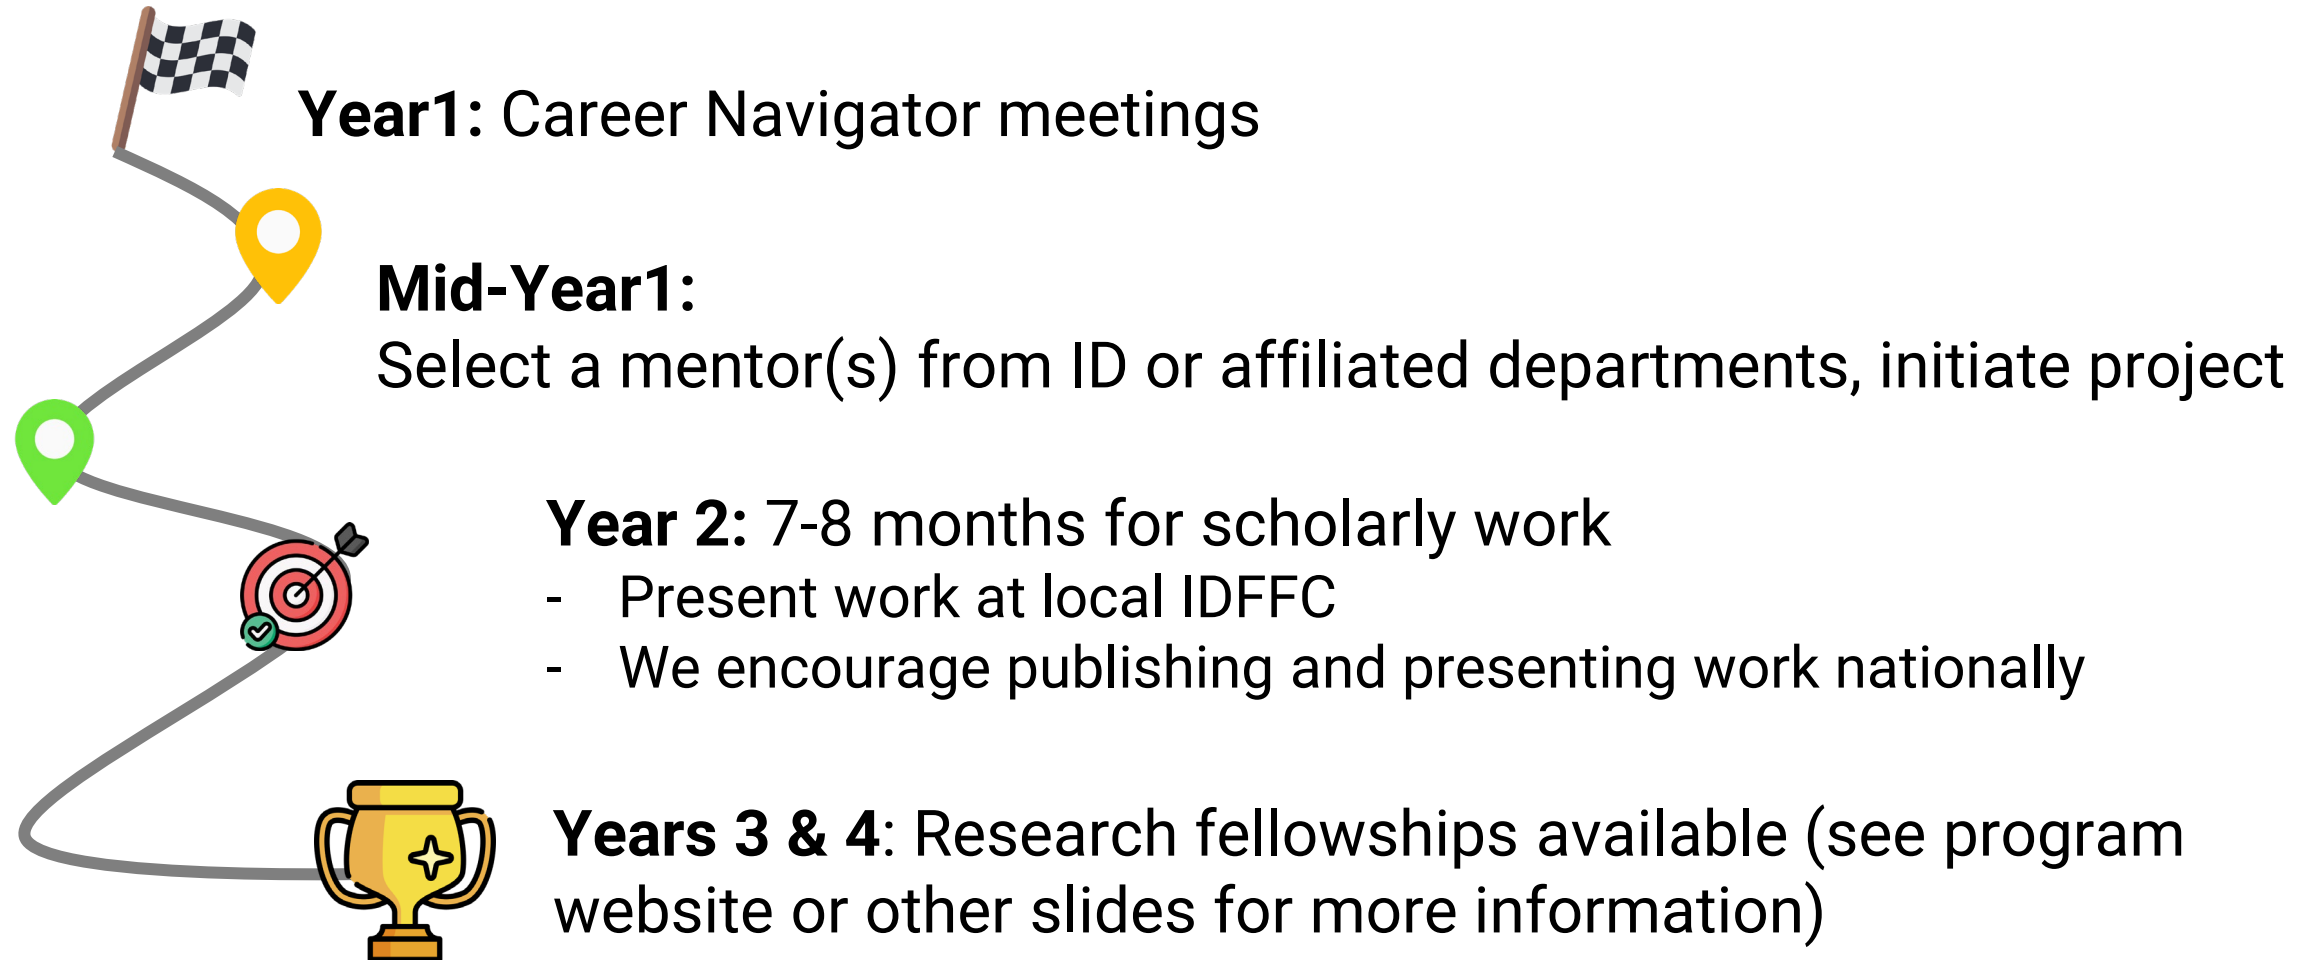 Year1: Career Navigator meetings
Mid-Year1:
Select a mentor(s) from ID or affiliated departments, initiate project
Year 2: 7-8 months for scholarly work
- Present work at local IDFFC
- We encourage publishing and presenting work nationally
Years 3 & 4: Research fellowships available (see program
website or other slides for more information)